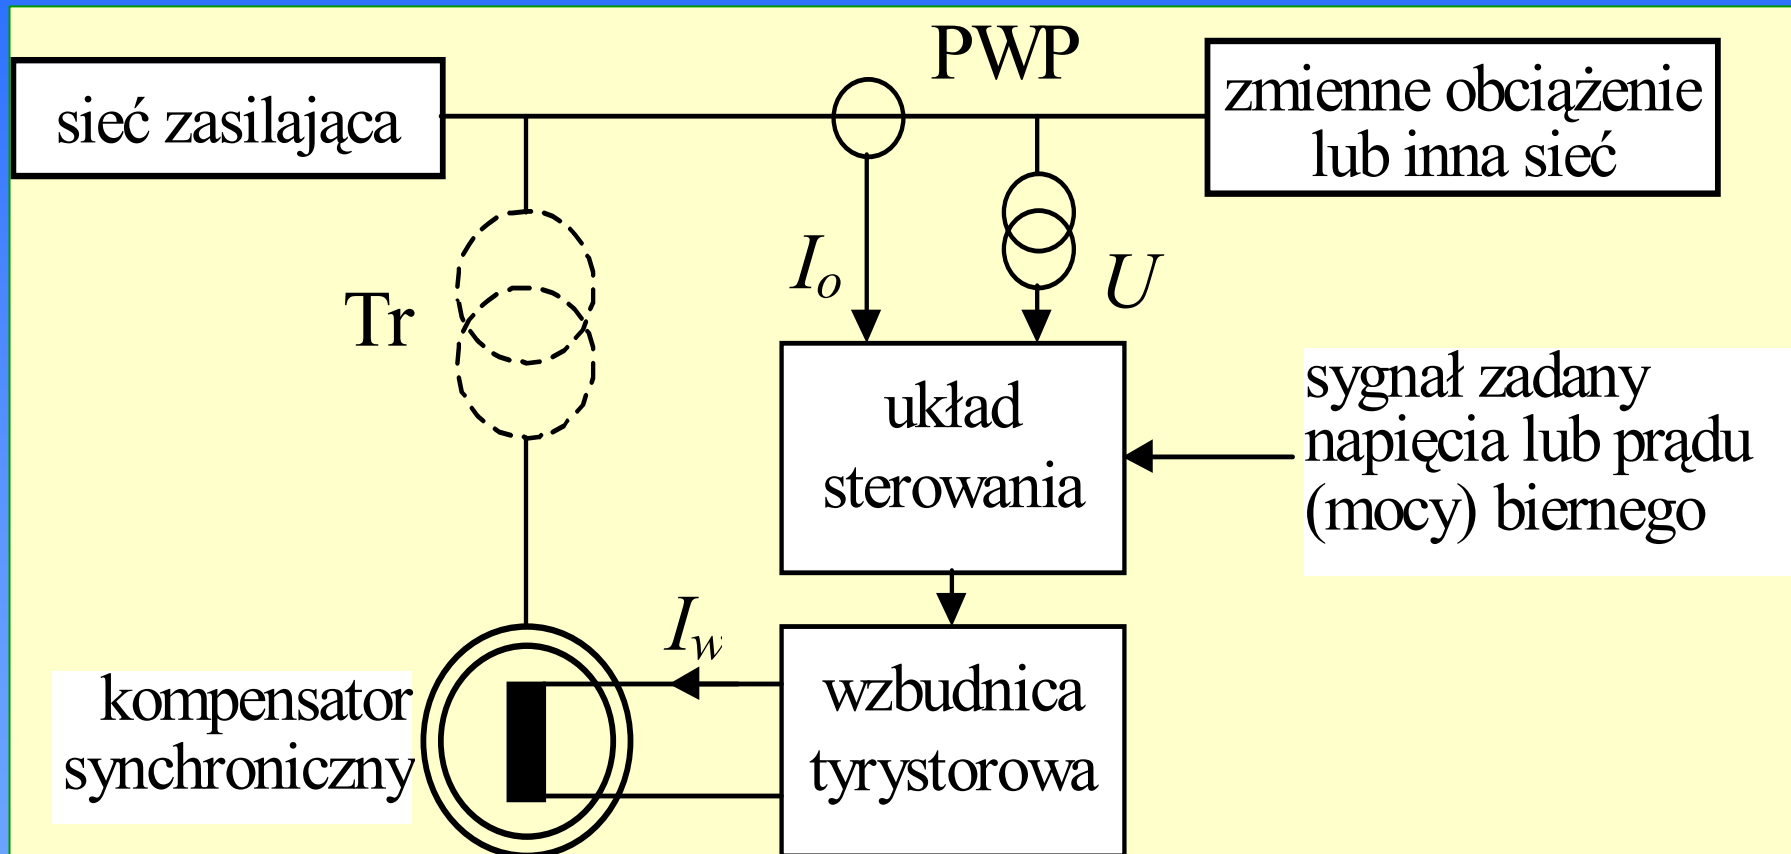 PWP
sieć zasilająca
zmienne obciążenie
lub inna sieć
Tr
Io
U
układ
sterowania
sygnał zadany
napięcia lub prądu
(mocy) biernego
Iw
kompensator
synchroniczny
wzbudnica
tyrystorowa